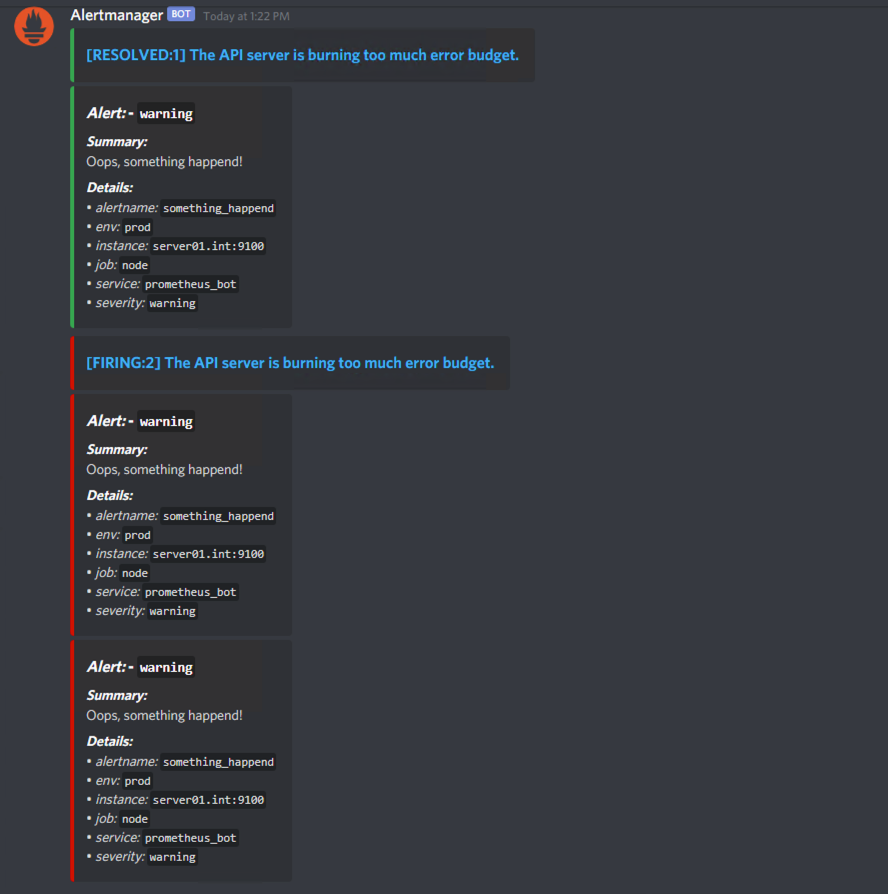 Alertmanager BOT Today at 1:22 PM
[RESOLVED:1] The API server is burning too much error budget.
Alert: - warning
Summary:
Oops, something happend!
Details:
• alertname: something_happend
• env: prod
• instance: server01.int:9100
• job: node
• service: prometheus_bot
• severity: warning
[FIRING:2] The API server is burning too much error budget.
Alert: - warning
Summary:
Oops, something happend!
Details:
• alertname: something_happend
• env: prod
• instance: server01.int:9100
• job: node
• service: prometheus_bot
• severity: warning
Alert: - warning
Summary:
Oops, something happend!
Details:
• alertname: something_happend
• env: prod
• instance: server01.int:9100
• job: node
• service: prometheus_bot
• severity: warning